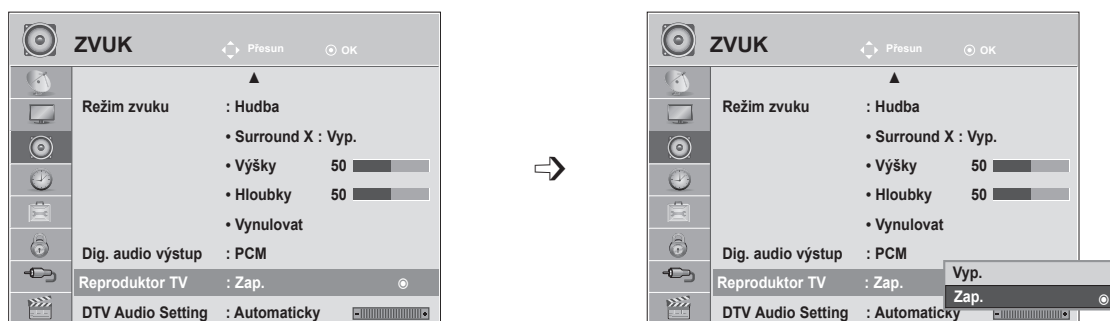 ZVUK Přesun OK
Režim zvuku : Hudba
• Surround X : Vyp.
• Výšky 50
• Hloubky 50
• Vynulovat
Dig. audio výstup : PCM
Reproduktor TV : Zap.
DTV Audio Setting : Automaticky
ZVUK Přesun OK
Režim zvuku : Hudba
• Surround X : Vyp.
• Výšky 50
• Hloubky 50
• Vynulovat
Dig. audio výstup : PCM
Reproduktor TV : Zap.
DTV Audio Setting : Automaticky
Vyp.
Zap.